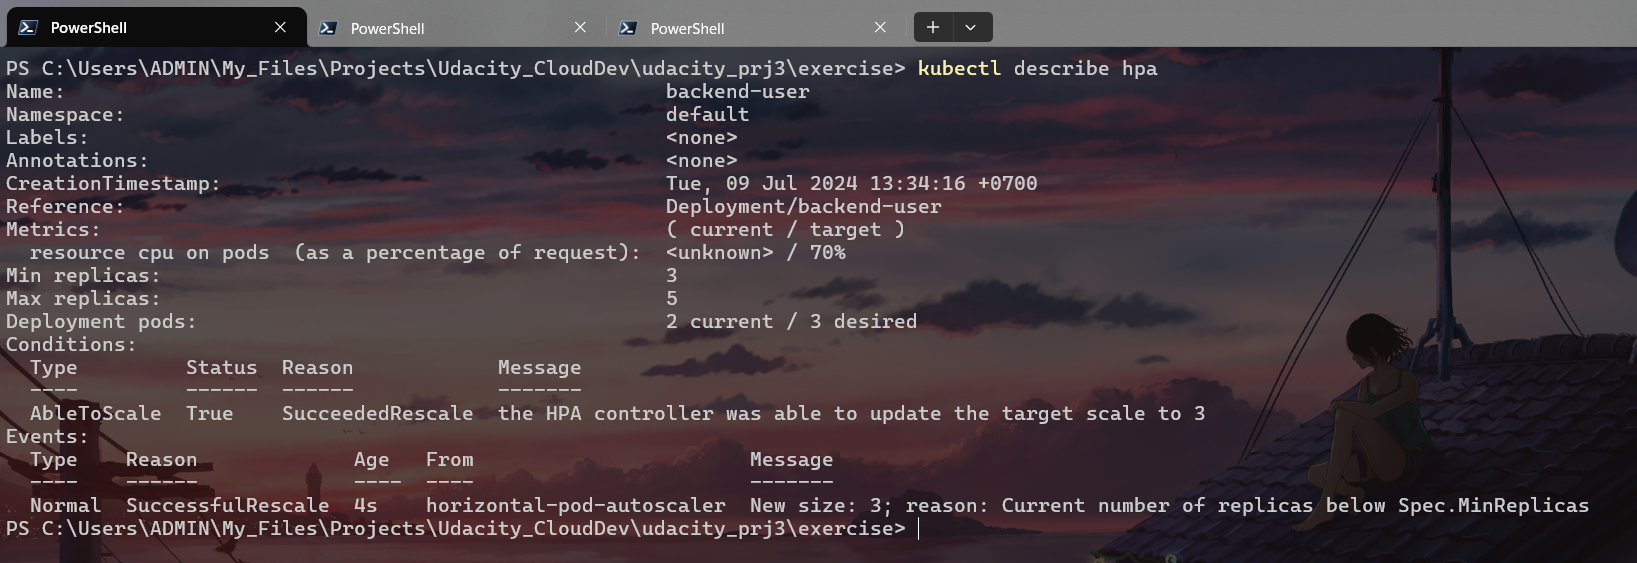 PowerShell
PowerShell
PowerShell
PS C:\Users\ADMIN\My_Files\Projects\Udacity_CloudDev\udacity_prj3\exercise> kubectl describe hpa
Name: backend-user
Namespace: default
Labels: <none>
Annotations: <none>
CreationTimestamp: Tue, 09 Jul 2024 13:34:16 +0700
Reference: Deployment/backend-user
Metrics: ( current / target )
resource cpu on pods (as a percentage of request): <unknown> / 70%
Min replicas: 3
Max replicas: 5
Deployment pods: 2 current / 3 desired
Conditions:
Type Status Reason Message
---- ------ ------ -------
AbleToScale True SucceededRescale the HPA controller was able to update the target scale to 3
Events:
Type Reason Age From Message
---- ------ ---- ---- -------
Normal SuccessfulRescale 4s horizontal-pod-autoscaler New size: 3; reason: Current number of replicas below Spec.MinReplicas
PS C:\Users\ADMIN\My_Files\Projects\Udacity_CloudDev\udacity_prj3\exercise>